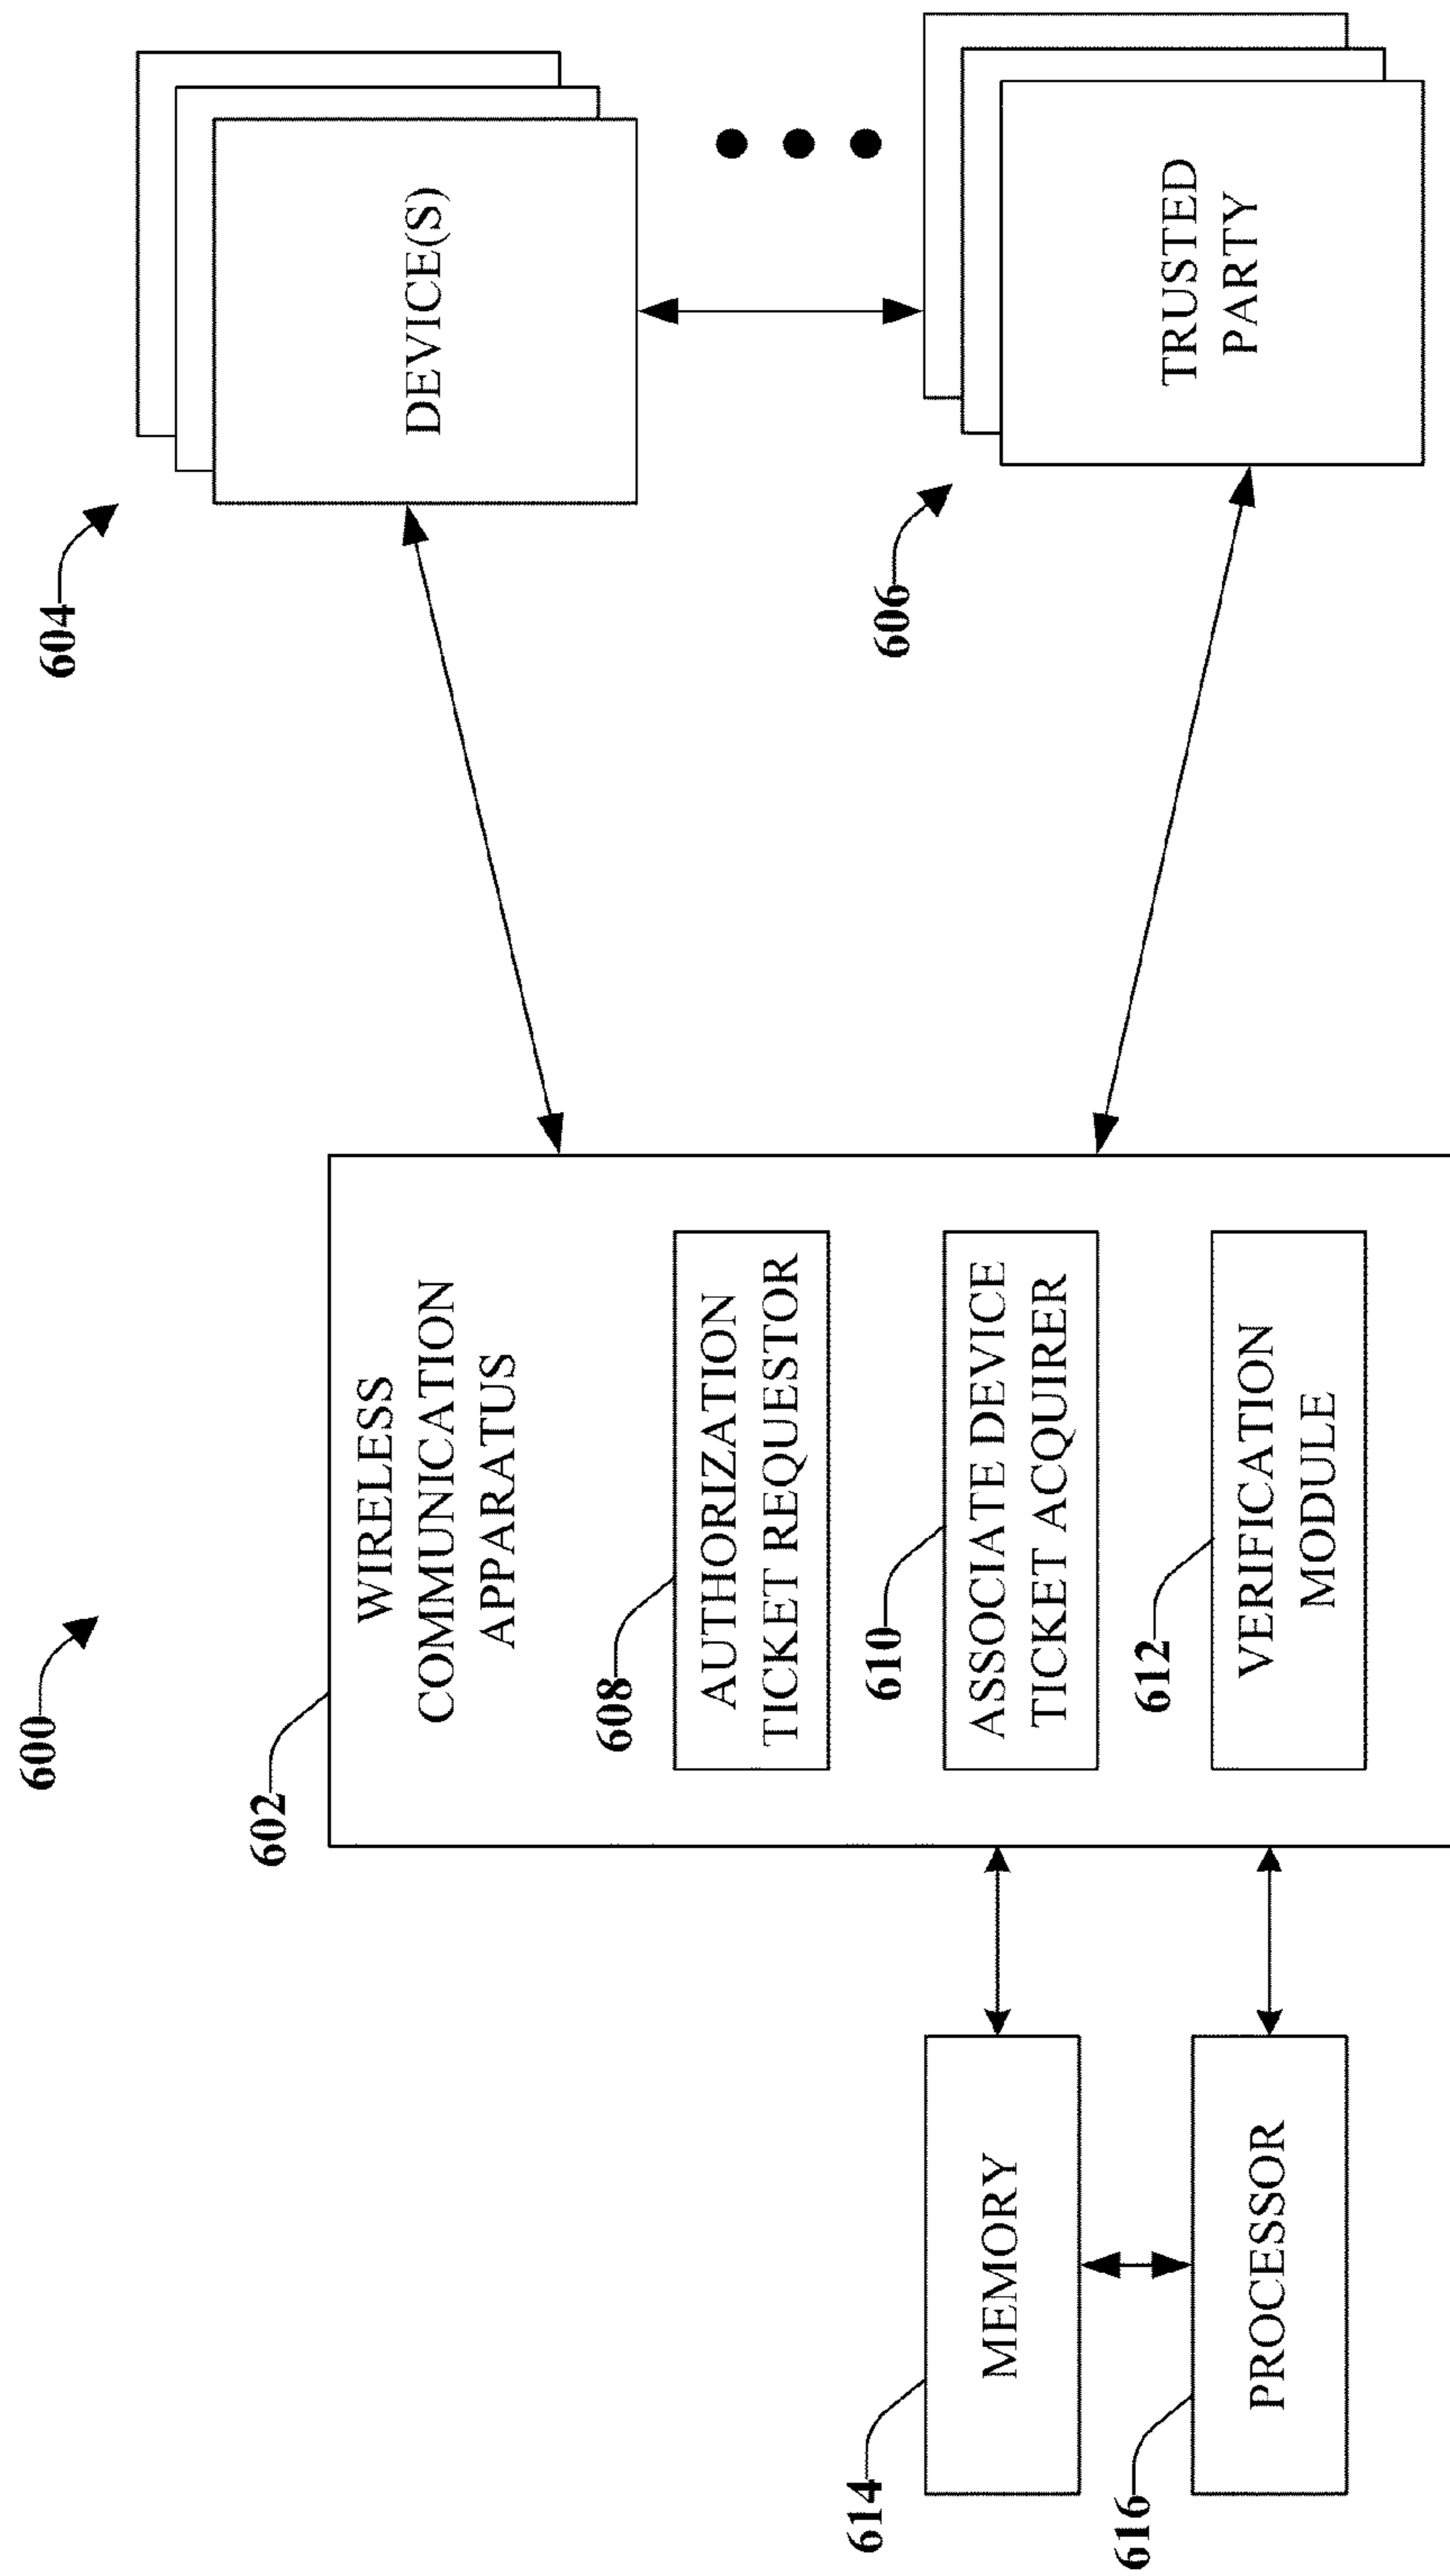 600
602
WIRELESS
COMMUNICATION
APPARATUS
608
AUTHORIZATION
TICKET REQUESTOR
610
ASSOCIATE DEVICE
TICKET ACQUIRER
612
VERIFICATION
MODULE
614
MEMORY
616
PROCESSOR
604
DEVICE(S)
606
TRUSTED
PARTY